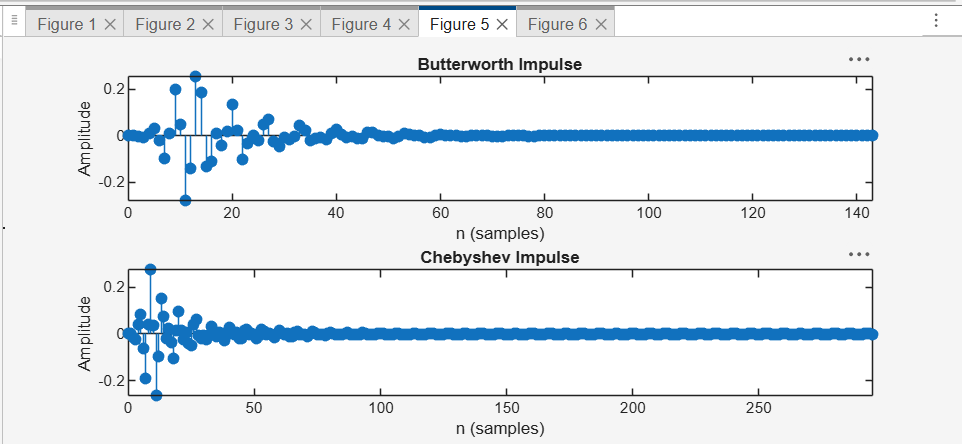 Figure 1 × Figure 2 × Figure 3 × Figure 4 × Figure 5 × Figure 6 ×
Butterworth Impulse
Amplitude
0.2
0
-0.2
0 20 40 60 80 100 120 140
n (samples)
Chebyshev Impulse
Amplitude
0.2
0
-0.2
0 50 100 150 200 250
n (samples)